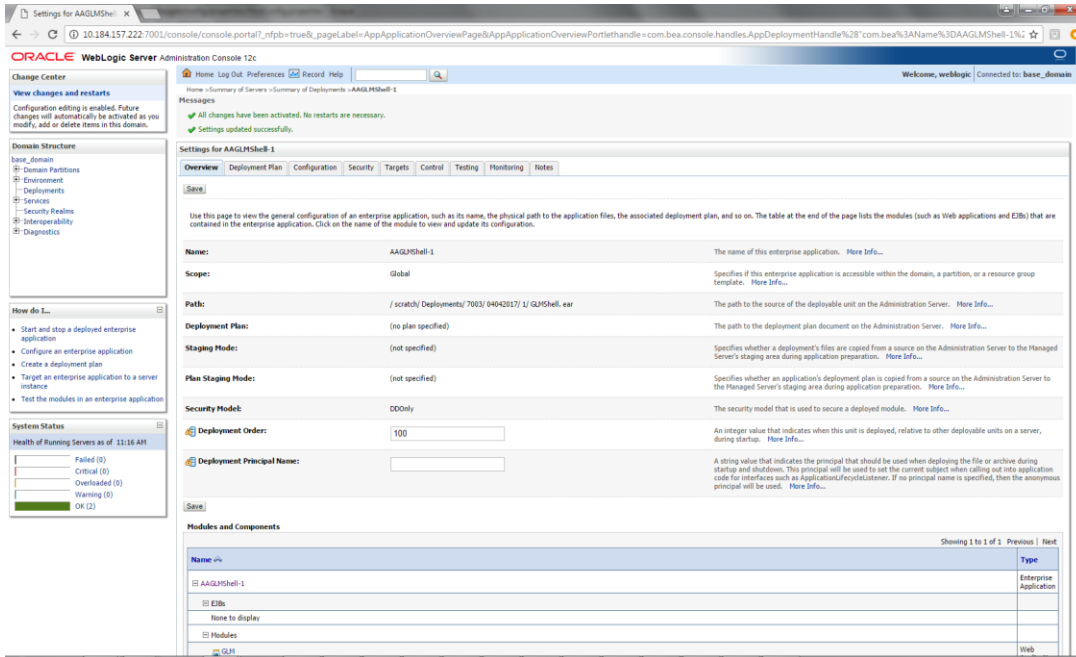 Settings for AAGLMShel
10.184.157.222:7001/console/console.portal?_nfpb=true&_pageLabel=AppApplicationOverviewPage&AppApplicationOverviewPortlethandle=com.bea.console.handles.AppDeploymentHandle%28"com.bea%3AName%3DAAGLMShell-1%2
ORACLE WebLogic Server Administration Console 12c
Change Center
View changes and restarts
Configuration editing is enabled. Future
changes will automatically be activated as you
modify, add or delete items in this domain.
Domain Structure
base_domain
Domain Partitions
Environment
Deployments
Services
Security Realms
Interoperability
Diagnostics
How do I...
Start and stop a deployed enterprise
application
Configure an enterprise application
Create a deployment plan
Target an enterprise application to a server
instance
Test the modules in an enterprise application
System Status
Health of Running Servers as of 11:16 AM
Failed (0)
Critical (0)
Overloaded (0)
Warning (0)
OK (2)
Home Log Out Preferences Record Help
Welcome, weblogic Connected to: base_domain
Home >Summary of Servers >Summary of Deployments >AAGLMShell-1
Messages
All changes have been activated. No restarts are necessary.
Settings updated successfully.
Settings for AAGLMShell-1
Overview Deployment Plan Configuration Security Targets Control Testing Monitoring Notes
Save
Use this page to view the general configuration of an enterprise application, such as its name, the physical path to the application files, the associated deployment plan, and so on. The table at the end of the page lists the modules (such as Web applications and EJBs) that are
contained in the enterprise application. Click on the name of the module to view and update its configuration.
Name: AAGLMShell-1 The name of this enterprise application. More Info...
Scope: Global Specifies if this enterprise application is accessible within the domain, a partition, or a resource group
template. More Info...
Path: / scratch/ Deployments/ 7003/ 04042017/ 1/ GLMShell. ear The path to the source of the deployable unit on the Administration Server. More Info...
Deployment Plan: (no plan specified) The path to the deployment plan document on the Administration Server. More Info...
Staging Mode: (not specified) Specifies whether a deployment's files are copied from a source on the Administration Server to the Managed
Server's staging area during application preparation. More Info...
Plan Staging Mode: (not specified) Specifies whether an application's deployment plan is copied from a source on the Administration Server to
the Managed Server's staging area during application preparation. More Info...
Security Model: DDOnly The security model that is used to secure a deployed module. More Info...
Deployment Order: 100 An integer value that indicates when this unit is deployed, relative to other deployable units on a server,
during startup. More Info...
Deployment Principal Name: A string value that indicates the principal that should be used when deploying the file or archive during
startup and shutdown. This principal will be used to set the current subject when calling out into application
code for interfaces such as ApplicationLifecycleListener. If no principal name is specified, then the anonymous
principal will be used. More Info...
Save
Modules and Components
Showing 1 to 1 of 1 Previous | Next
Name Type
AAGLMShell-1 Enterprise
Application
EJBs
None to display
Modules
GLM Web